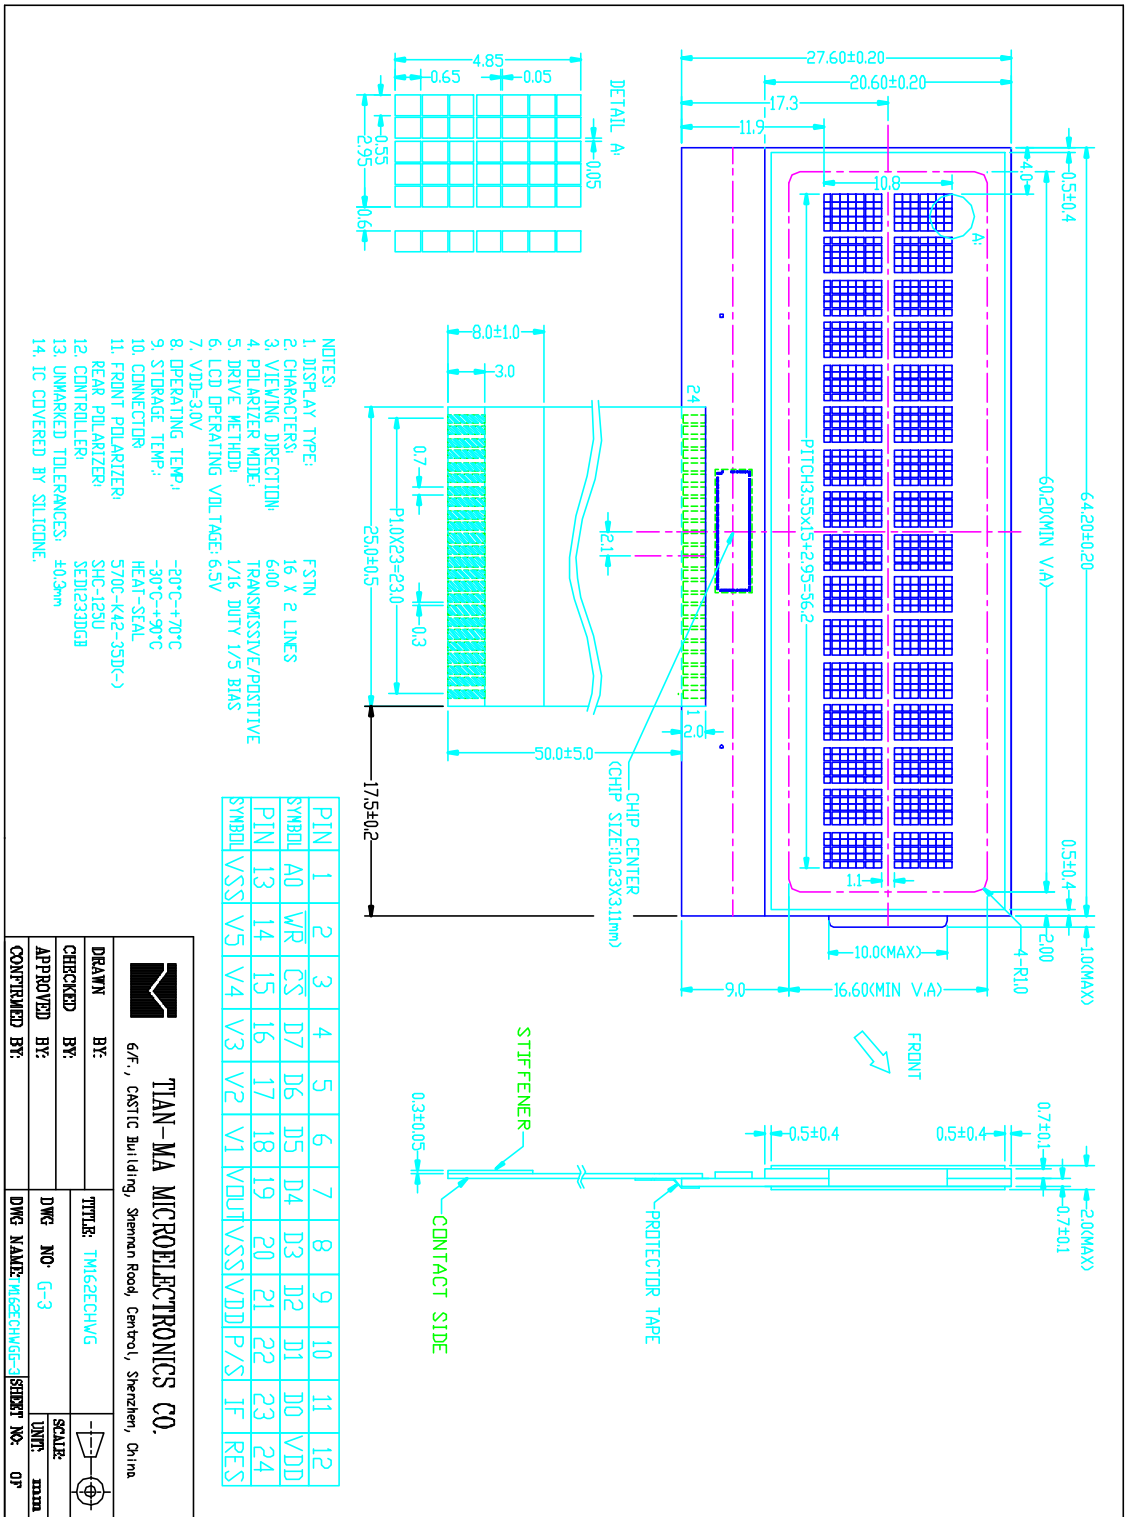 27.60±0.20
20.60±0.20
17.3
11.9
4.0
0.5±0.4
60.20(MIN V.A)
64.20±0.20
10.8
A:
PITCH3.55x15+2.95=56.2
1.1
0.5±0.4
2.00
1.0(MAX)
4-R1.0
10.0(MAX)
9.0
16.60(MIN V.A)
DETAIL A:
4.85
0.65
0.05
0.05
0.55
2.95
0.6
8.0±1.0
3.0
24
1
2.1
2.0
0.7
P1.0X23=23.0
0.3
25.0±0.5
50.0±5.0
17.5±0.2
CHIP CENTER
(CHIP SIZE:10.23X3.11mm)
FRONT
0.5±0.4
0.5±0.4
0.7±0.1
0.7±0.1
2.0(MAX)
0.3±0.05
STIFFENER
CONTACT SIDE
PROTECTOR TAPE
NOTES:
1. DISPLAY TYPE: FSTN
2. CHARACTERS: 16 X 2 LINES
3. VIEWING DIRECTION: 6:00
4. POLARIZER MODE: TRANSMISSIVE/POSITIVE
5. DRIVE METHOD: 1/16 DUTY 1/5 BIAS
6. LCD OPERATING VOLTAGE: 6.5V
7. VDD=3.0V
8. OPERATING TEMP.: -20°C~+70°C
9. STORAGE TEMP.: -30°C~+90°C
10. CONNECTOR: HEAT-SEAL
11. FRONT POLARIZER: 570C-K42-35D(-)
REAR POLARIZER: SHC-125U
12. CONTROLLER: SED1233DGB
13. UNMARKED TOLERANCES: ±0.3mm
14. IC COVERED BY SILICONE.
PIN 1 2 3 4 5 6 7 8 9 10 11 12
SYMBOL A0 WR CS D7 D6 D5 D4 D3 D2 D1 D0 VDD
PIN 13 14 15 16 17 18 19 20 21 22 23 24
SYMBOL VSS V5 V4 V3 V2 V1 VOUT VSS VDD P/S IF RES
TIAN-MA MICROELECTRONICS CO.
6/F., CASTIC Building, Shennan Road, Central, Shenzhen, China
DRAWN BY:
CHECKED BY:
APPROVED BY:
CONFIRMED BY:
TITLE: TM162ECHWG
DWG NO: G-3
DWG NAME: TM162ECHWGG-3
SCALE:
UNIT: mm
SHEET NO: OF